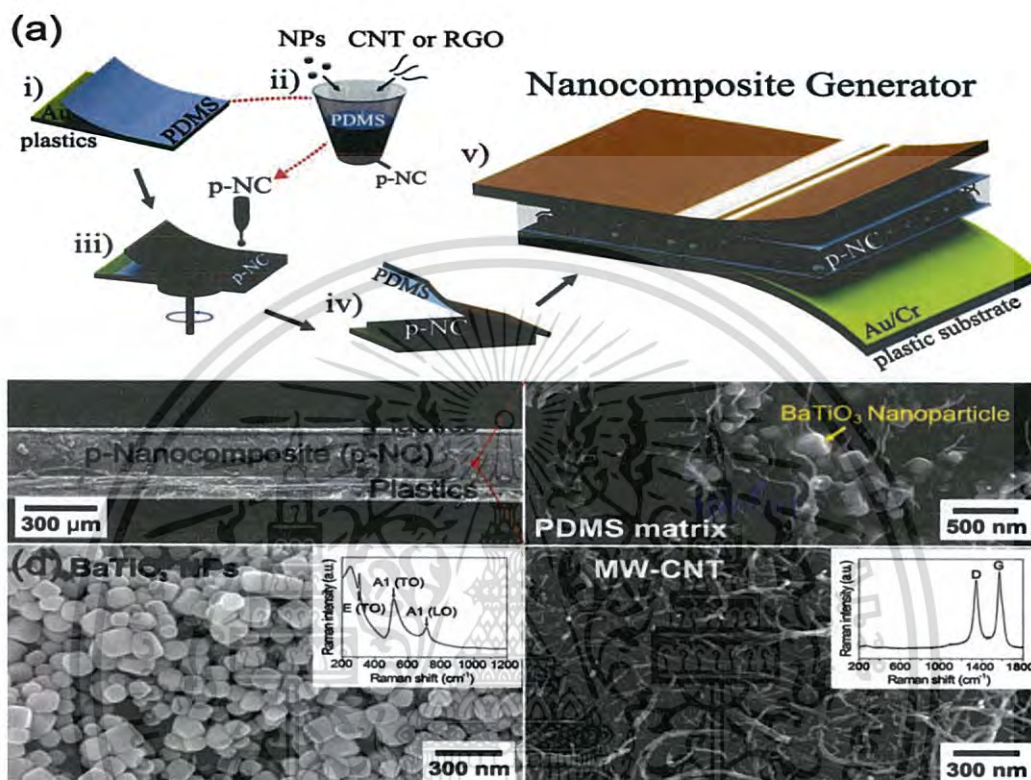 (a)
NPs CNT or RGO
i)
ii)
Au
plastics
PDMS
PDMS
p-NC
Nanocomposite Generator
p-NC
iii)
p-NC
iv)
PDMS
p-NC
v)
p-NC
Au/Cr
plastic substrate
p-Nanocomposite (p-NC)
Plastics
300 µm
BaTiO₃ Nanoparticle
PDMS matrix
500 nm
(d) BaTiO₃ NPs
Raman intensity (a.u.)
A1 (TO)
E (TO)
A1 (LO)
200 400 600 800 1000 1200
Raman shift (cm⁻¹)
300 nm
MW-CNT
Raman intensity (a.u.)
D G
200 600 1000 1400 1800
Raman shift (cm⁻¹)
300 nm